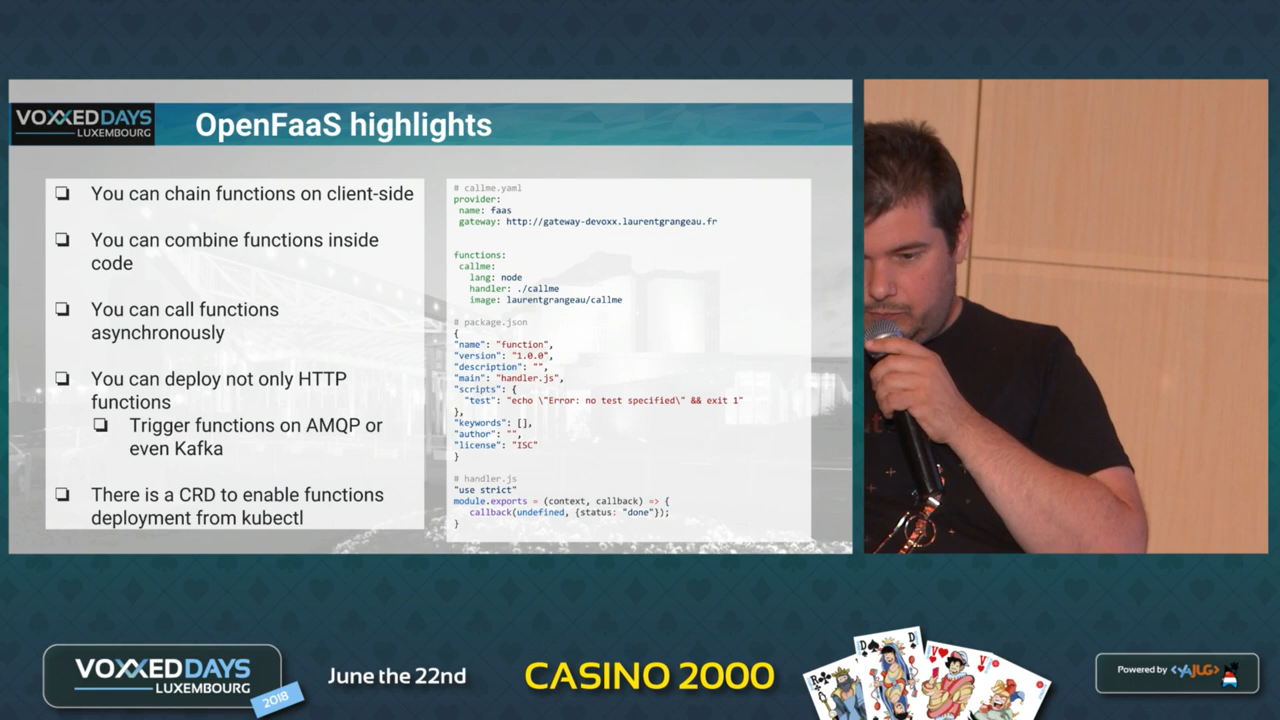 VOXXEDDAYS
LUXEMBOURG
OpenFaaS highlights
❏ You can chain functions on client-side
❏ You can combine functions inside
code
❏ You can call functions
asynchronously
❏ You can deploy not only HTTP
functions
❏ Trigger functions on AMQP or
even Kafka
❏ There is a CRD to enable functions
deployment from kubectl
# callme.yaml
provider:
name: faas
gateway: http://gateway-devoxx.laurentgrangeau.fr
functions:
callme:
lang: node
handler: ./callme
image: laurentgrangeau/callme
# package.json
{
"name": "function",
"version": "1.0.0",
"description": "",
"main": "handler.js",
"scripts": {
"test": "echo \"Error: no test specified\" && exit 1"
},
"keywords": [],
"author": "",
"license": "ISC"
}
# handler.js
"use strict"
module.exports = (context, callback) => {
callback(undefined, {status: "done"});
}
VOXXEDDAYS
LUXEMBOURG
2018
June the 22nd
CASINO 2000
R
D
D
V
V
Powered by <YAJUG>